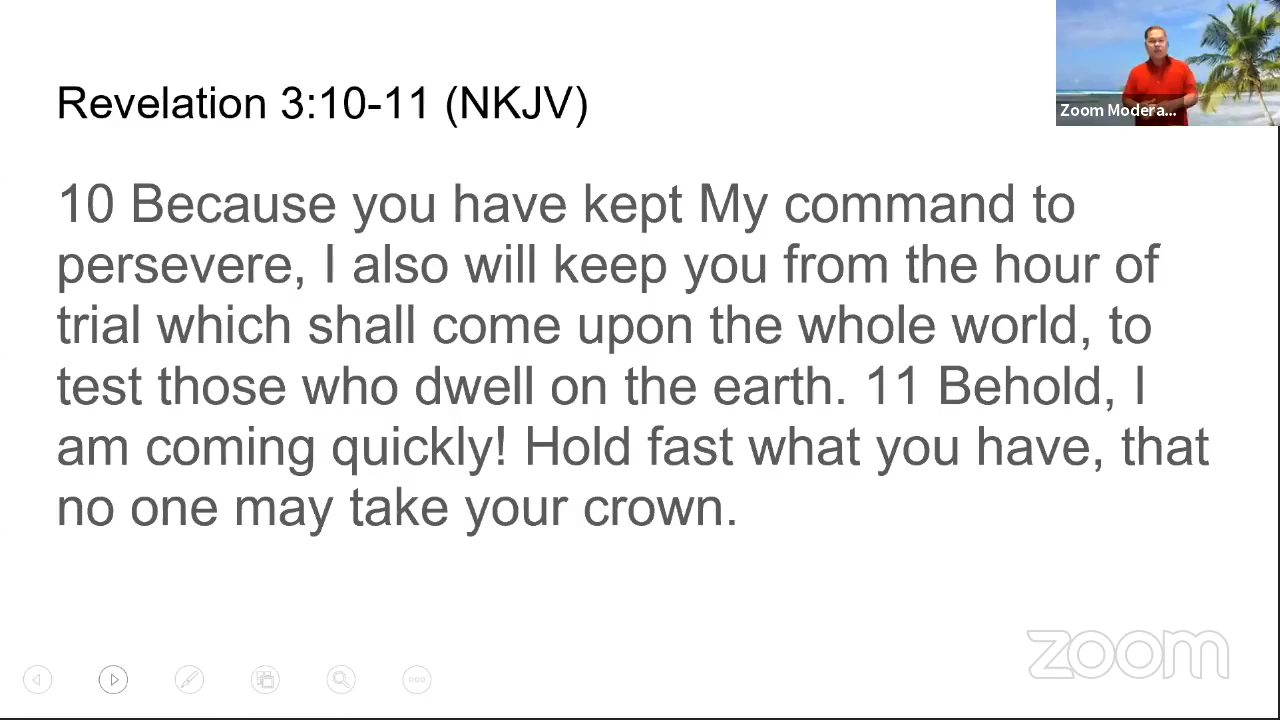 Revelation 3:10-11 (NKJV)
Zoom Modera...
10 Because you have kept My command to
persevere, I also will keep you from the hour of
trial which shall come upon the whole world, to
test those who dwell on the earth. 11 Behold, I
am coming quickly! Hold fast what you have, that
no one may take your crown.
zoom